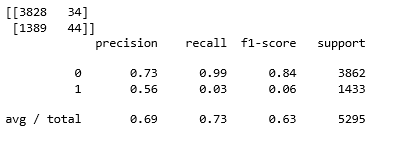 [[3828 34]
[1389 44]]
precision recall f1-score support
0 0.73 0.99 0.84 3862
1 0.56 0.03 0.06 1433
avg / total 0.69 0.73 0.63 5295